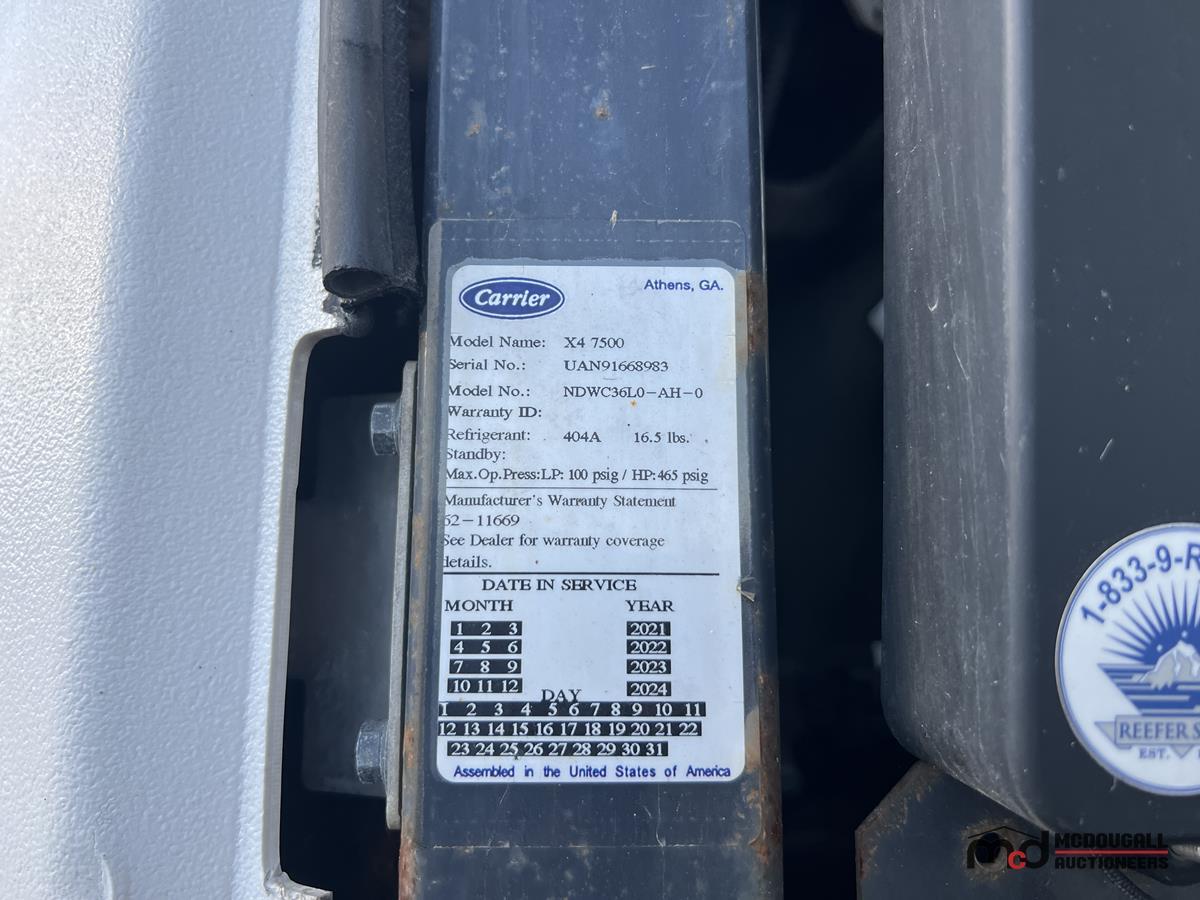 Carrier
Athens, GA.
Model Name: X4 7500
Serial No.: UAN91668983
Model No.: NDWC36L0-AH-0
Warranty ID:
Refrigerant: 404A 16.5 lbs.
Standby:
Max.Op.Press:LP: 100 psig / HP: 465 psig
Manufacturer's Warranty Statement
62-11669
See Dealer for warranty coverage
details.
DATE IN SERVICE
MONTH YEAR
1 2 3 2021
4 5 6 2022
7 8 9 2023
10 11 12 2024
DAY
1 2 3 4 5 6 7 8 9 10 11
12 13 14 15 16 17 18 19 20 21 22
23 24 25 26 27 28 29 30 31
Assembled in the United States of America
1-833-9-R
REEFER S
EST.
mcd MCDOUGALL
AUCTIONEERS